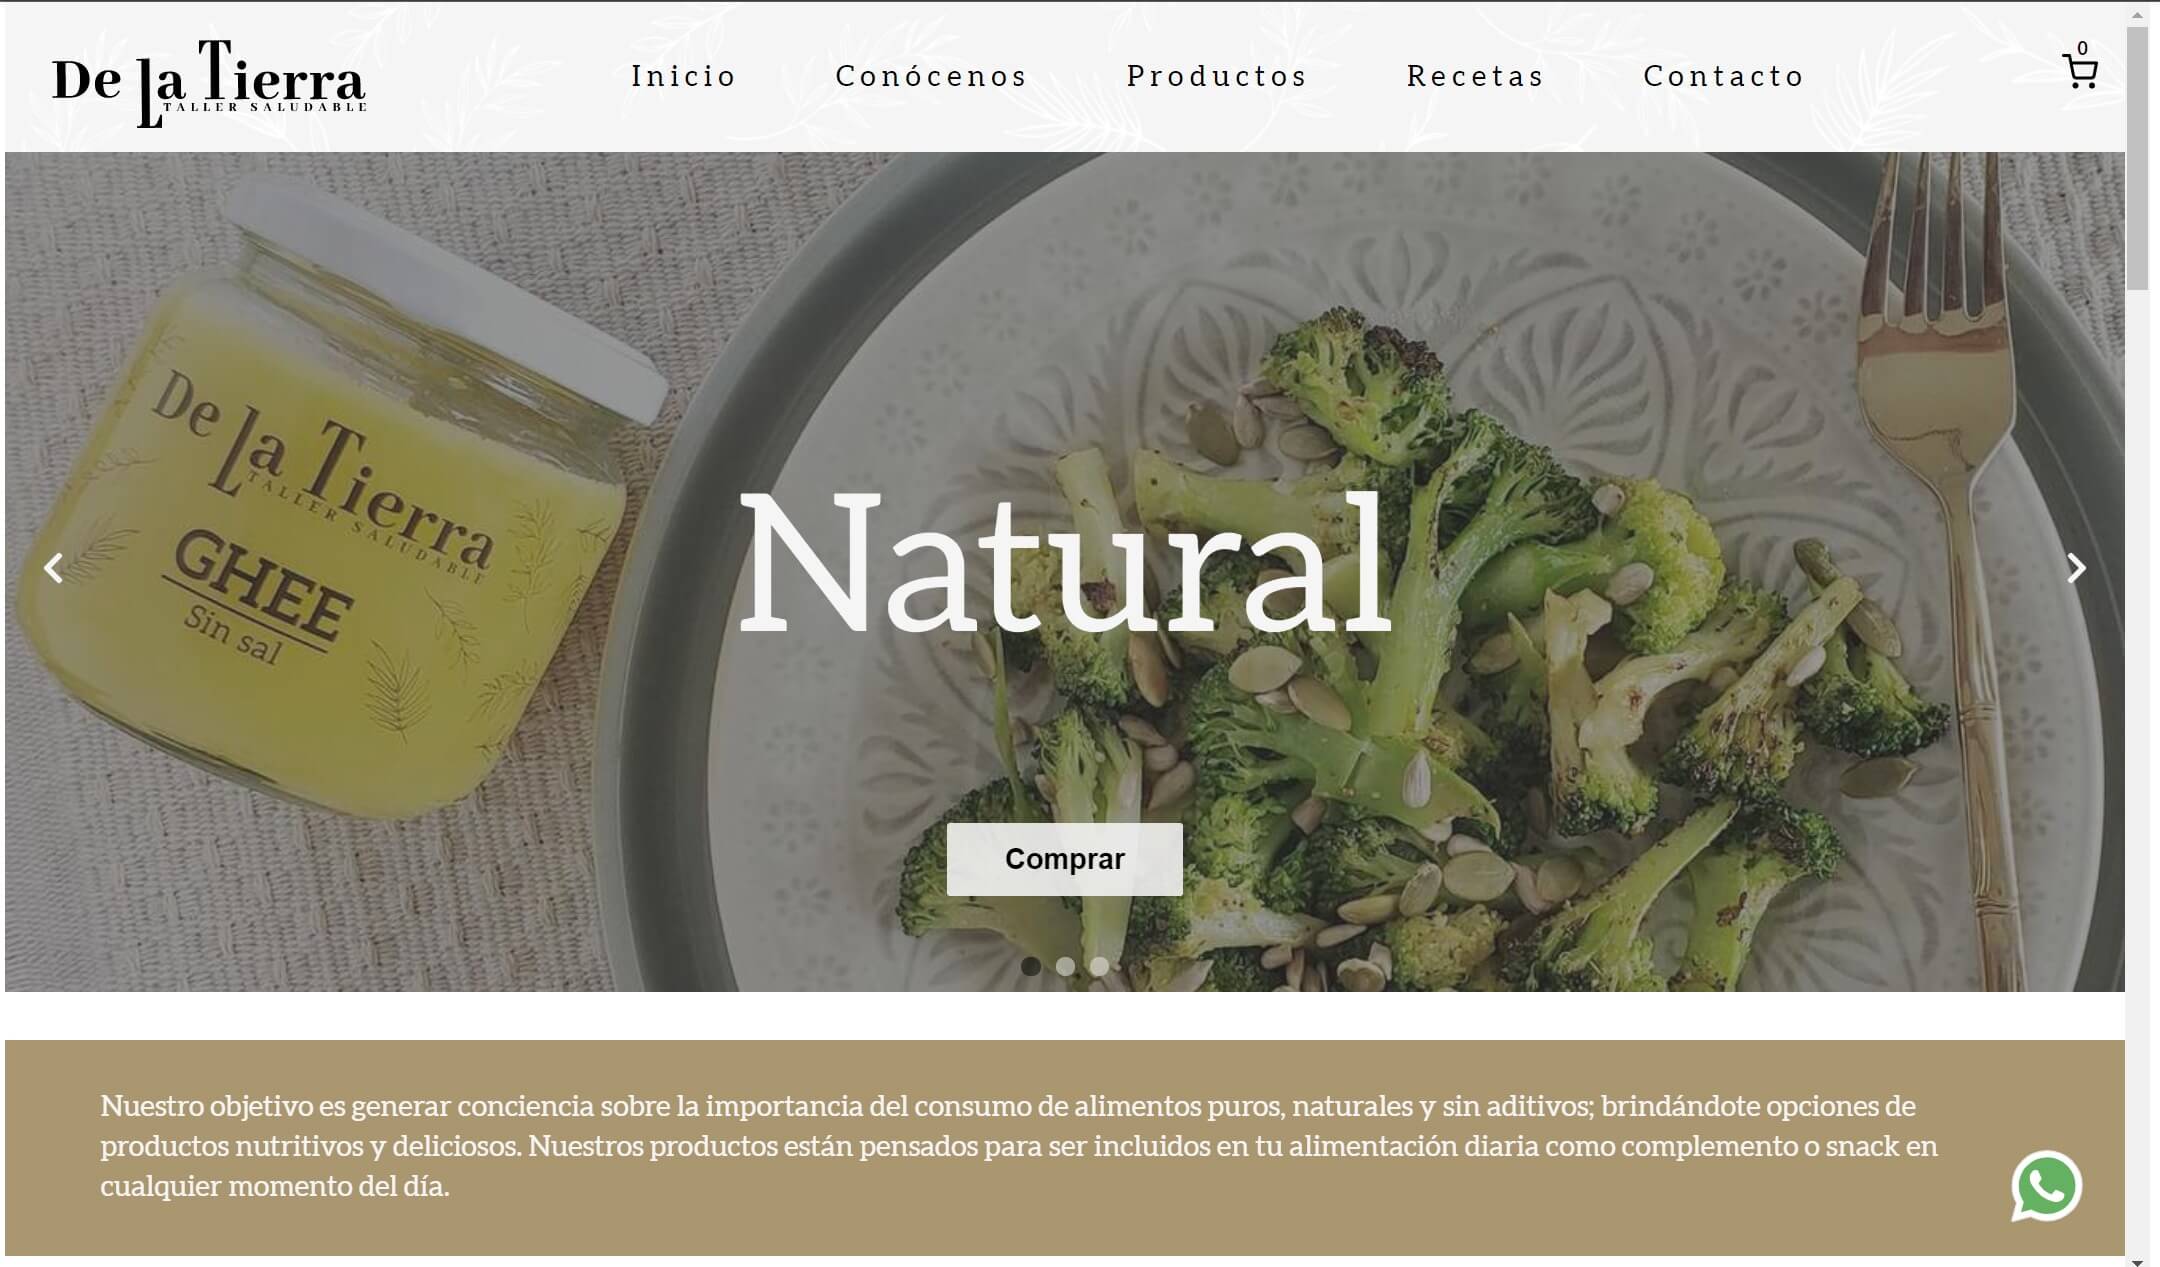 De La Tierra
TALLER SALUDABLE
Inicio
Conócenos
Productos
Recetas
Contacto
0
De La Tierra
TALLER SALUDABLE
GHEE
Sin sal
Natural
Comprar
Nuestro objetivo es generar conciencia sobre la importancia del consumo de alimentos puros, naturales y sin aditivos; brindándote opciones de
productos nutritivos y deliciosos. Nuestros productos están pensados para ser incluidos en tu alimentación diaria como complemento o snack en
cualquier momento del día.